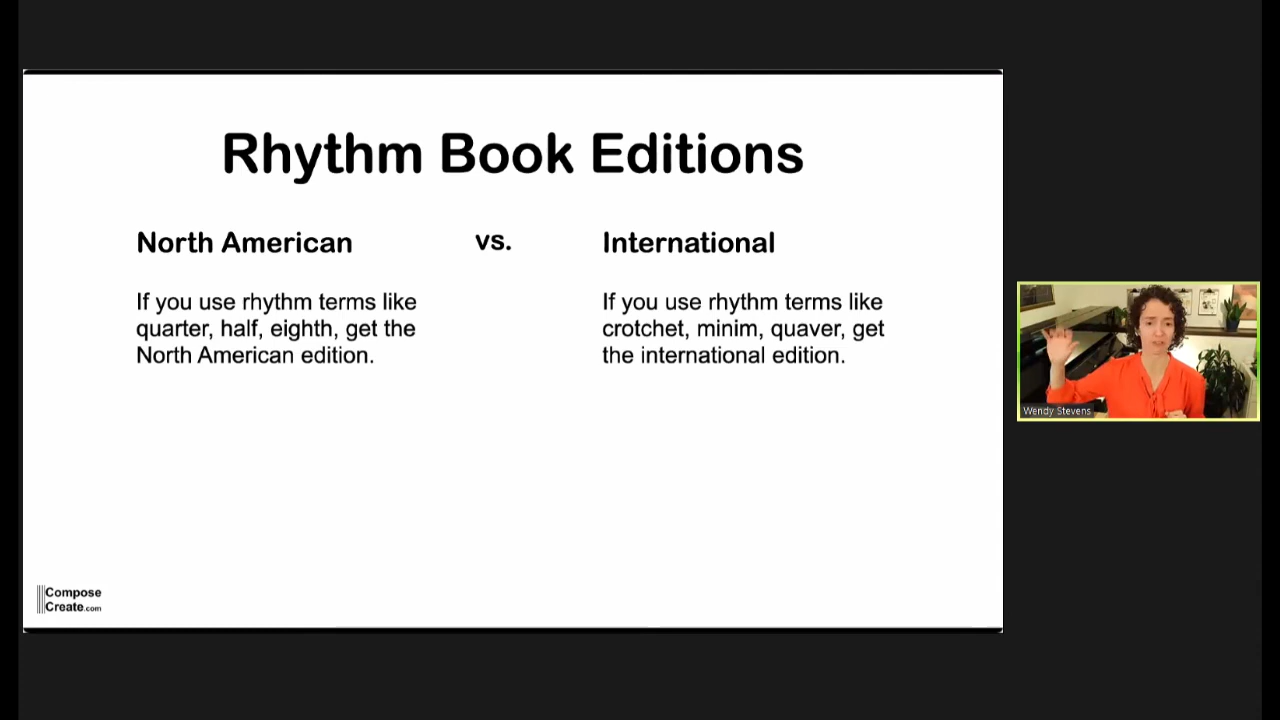 Rhythm Book Editions
North American
vs.
International
If you use rhythm terms like
quarter, half, eighth, get the
North American edition.
If you use rhythm terms like
crotchet, minim, quaver, get
the international edition.
Wendy Stevens
Compose
Create.com